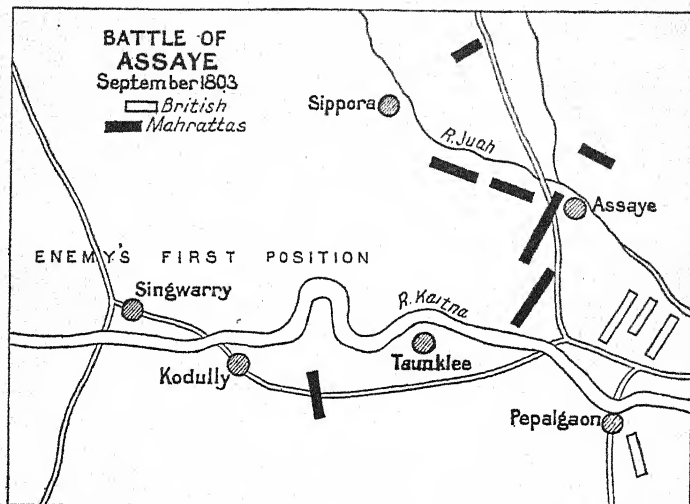 BATTLE OF
ASSAYE
September 1803
British
Mahrattas
Sippora
R. Juah
Assaye
ENEMY'S FIRST POSITION
Singwarry
R. Kaitna
Kodully
Taunklee
Pepalgaon